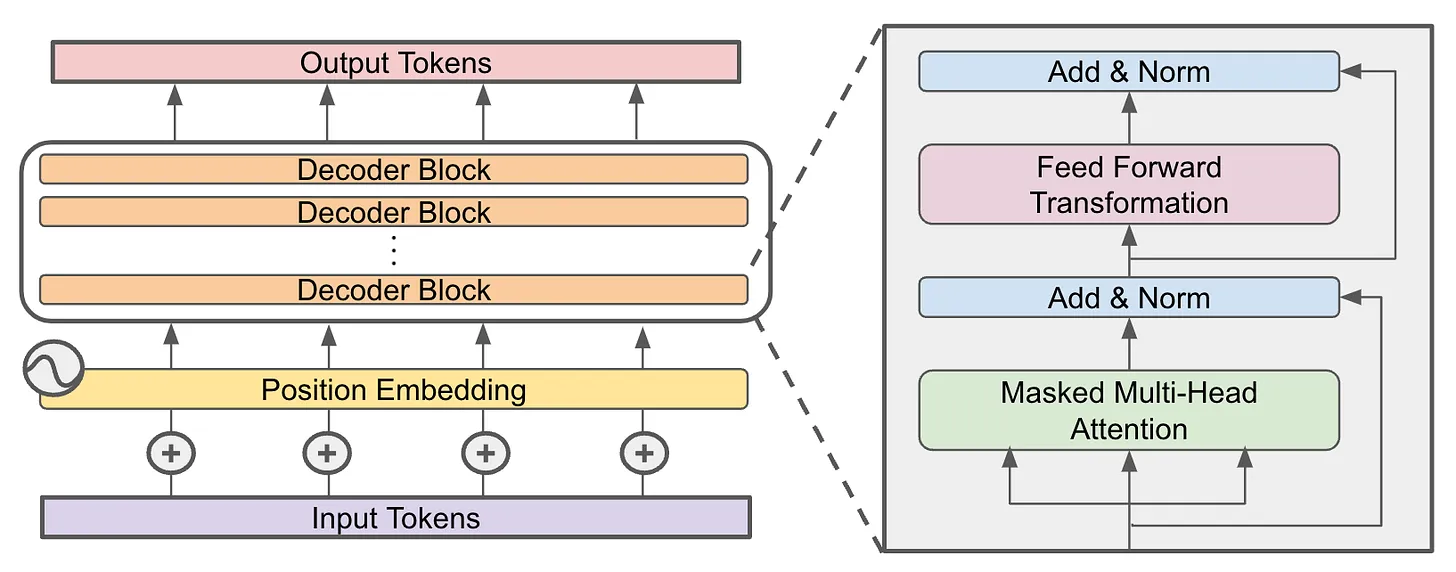 Output Tokens
Decoder Block
Decoder Block
⋮
Decoder Block
Position Embedding
+ + + +
Input Tokens
Add & Norm
Feed Forward
Transformation
Add & Norm
Masked Multi-Head
Attention